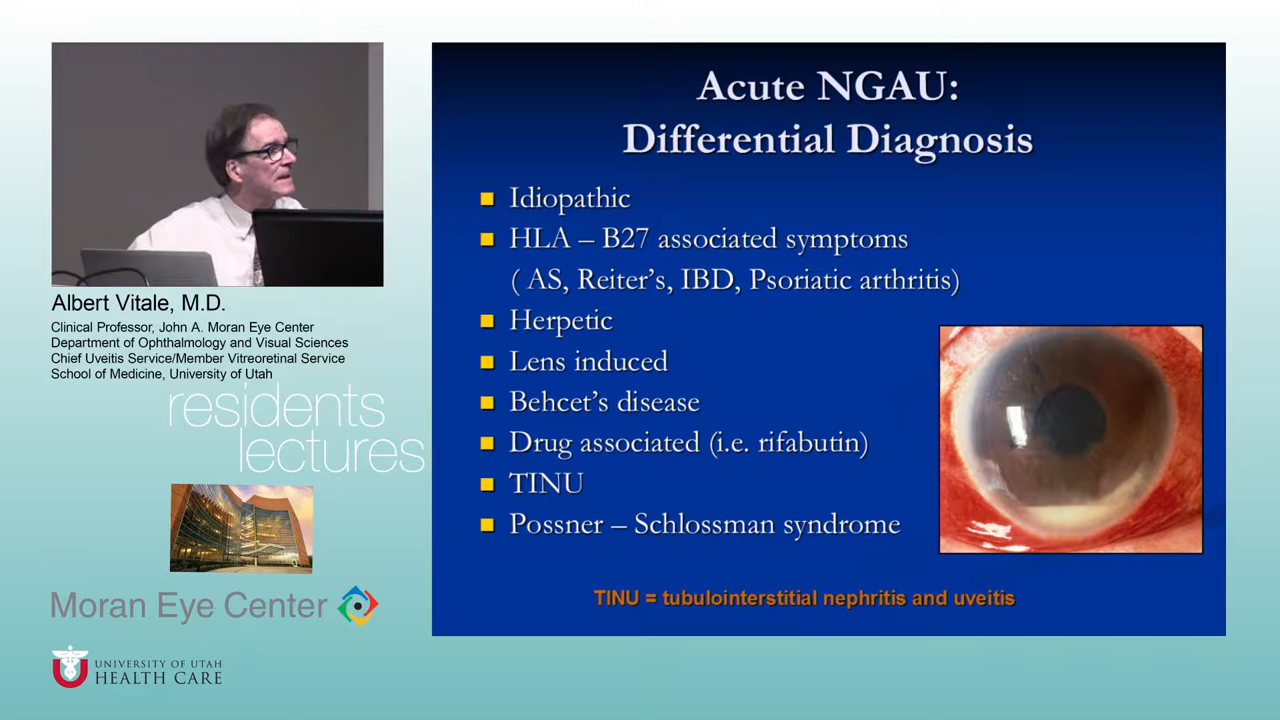 Albert Vitale, M.D.
Clinical Professor, John A. Moran Eye Center
Department of Ophthalmology and Visual Sciences
Chief Uveitis Service/Member Vitreoretinal Service
School of Medicine, University of Utah
residents
lectures
Moran Eye Center
U
UNIVERSITY OF UTAH
HEALTH CARE
Acute NGAU:
Differential Diagnosis
Idiopathic
HLA – B27 associated symptoms
( AS, Reiter’s, IBD, Psoriatic arthritis)
Herpetic
Lens induced
Behcet’s disease
Drug associated (i.e. rifabutin)
TINU
Possner – Schlossman syndrome
TINU = tubulointerstitial nephritis and uveitis